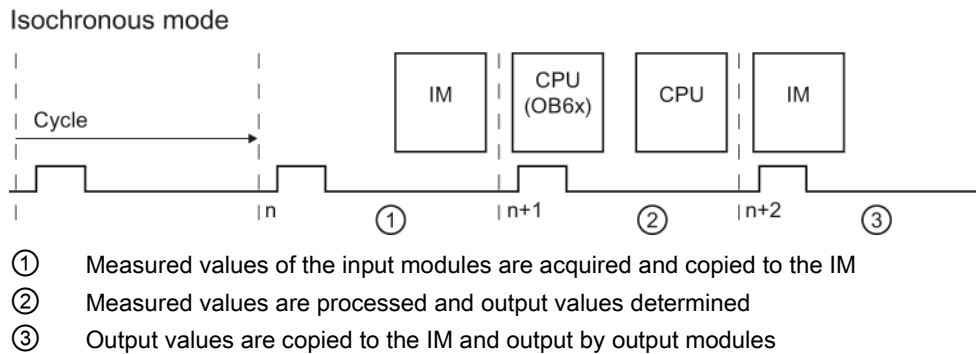 Isochronous mode
IM
CPU
(OB6x)
CPU
IM
Cycle
n
①
n+1
②
n+2
③
① Measured values of the input modules are acquired and copied to the IM
② Measured values are processed and output values determined
③ Output values are copied to the IM and output by output modules